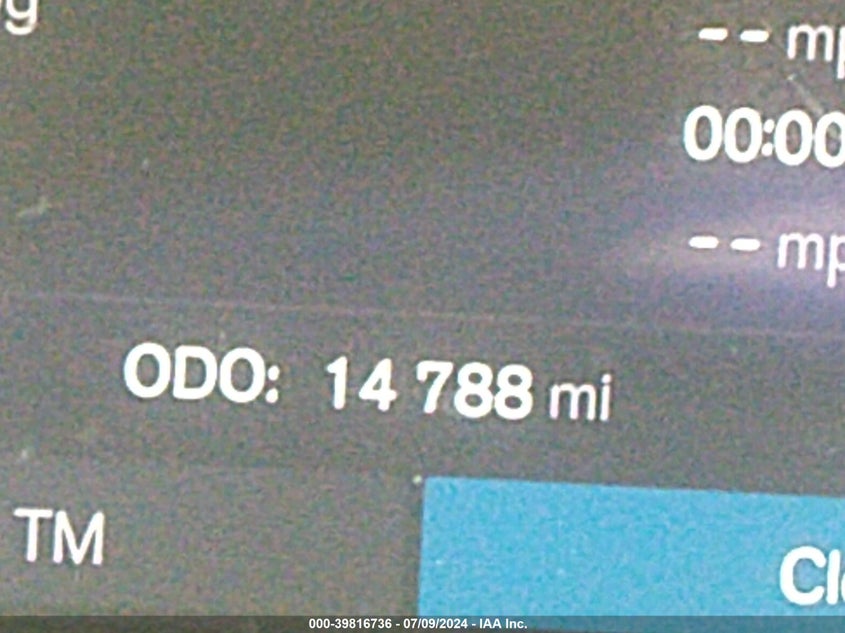 -- mp
00:00
-- mp
ODO: 14 788 mi
TM
Cl
000-39816736 - 07/09/2024 - IAA Inc.